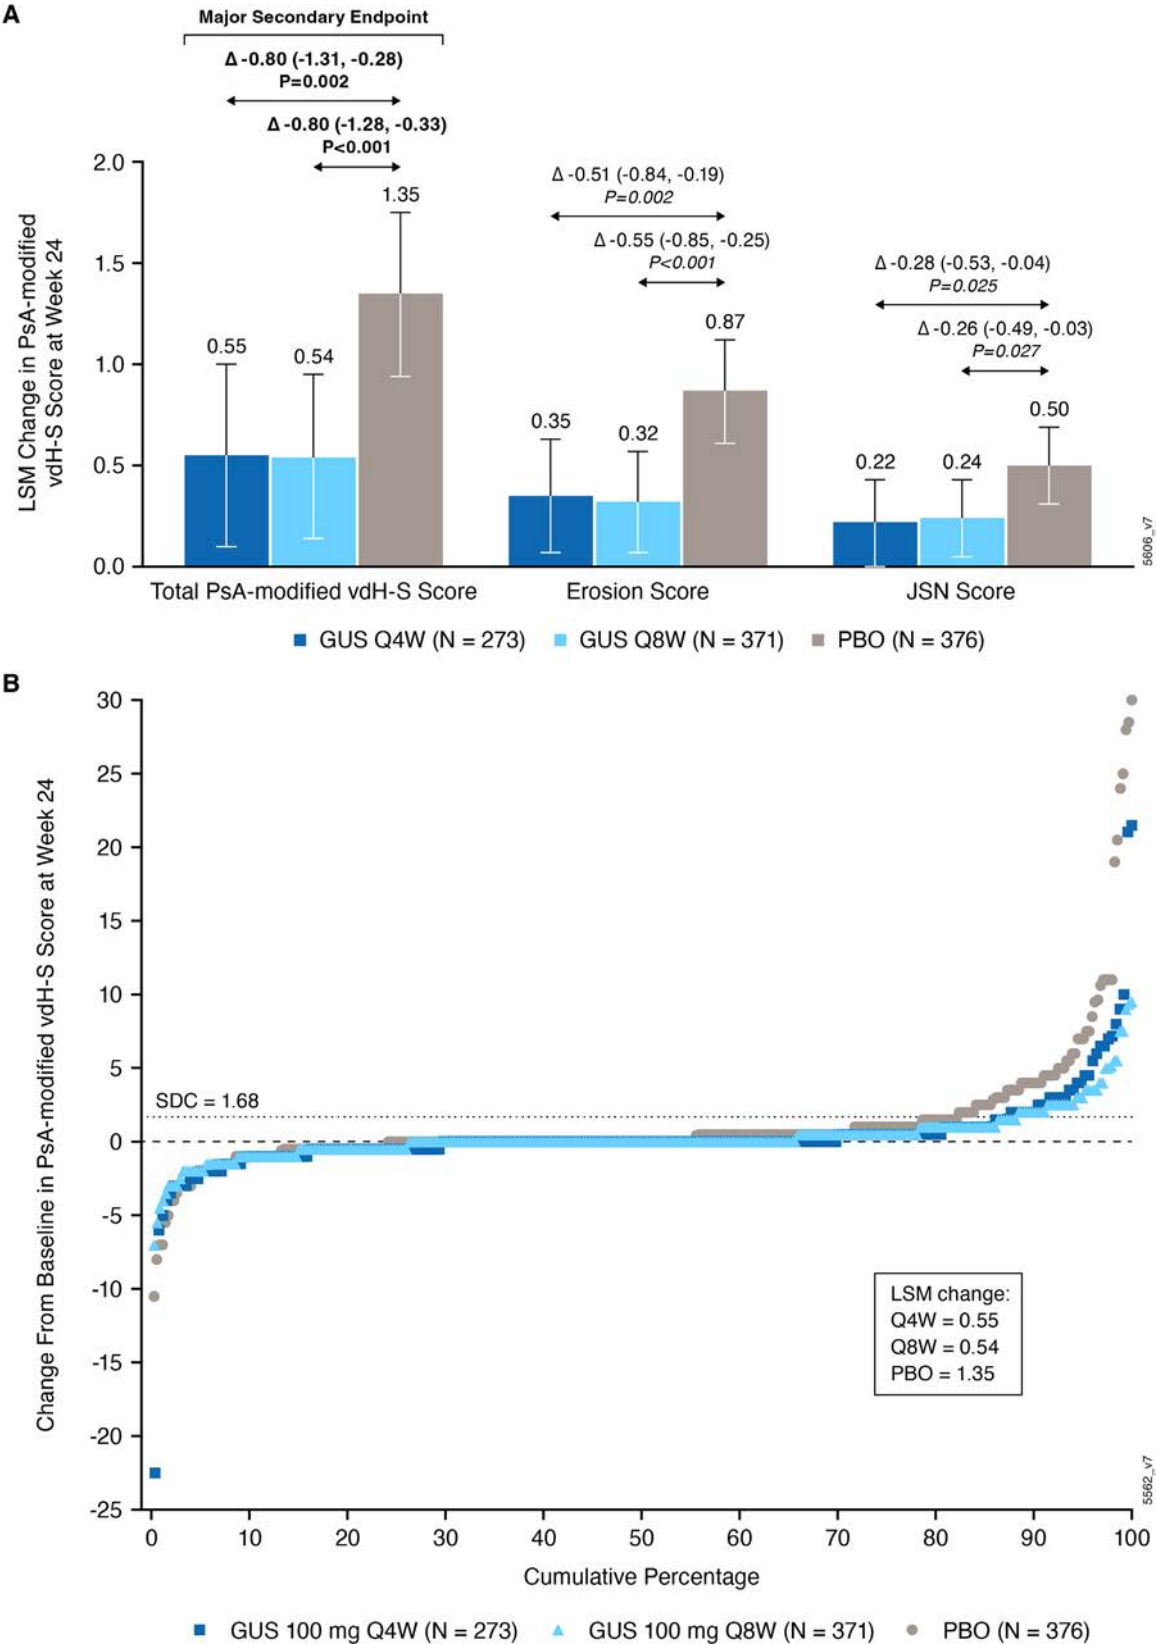 A
Major Secondary Endpoint
Δ -0.80 (-1.31, -0.28)
P=0.002
Δ -0.80 (-1.28, -0.33)
P<0.001
Δ -0.51 (-0.84, -0.19)
P=0.002
Δ -0.55 (-0.85, -0.25)
P<0.001
Δ -0.28 (-0.53, -0.04)
P=0.025
Δ -0.26 (-0.49, -0.03)
P=0.027
LSM Change in PsA-modified
vdH-S Score at Week 24
2.0
1.5
1.0
0.5
0.0
0.55
0.54
1.35
0.35
0.32
0.87
0.22
0.24
0.50
Total PsA-modified vdH-S Score
Erosion Score
JSN Score
5606_v7
GUS Q4W (N = 273)
GUS Q8W (N = 371)
PBO (N = 376)
B
Change From Baseline in PsA-modified vdH-S Score at Week 24
30
25
20
15
10
5
0
-5
-10
-15
-20
-25
SDC = 1.68
LSM change:
Q4W = 0.55
Q8W = 0.54
PBO = 1.35
5562_v7
0 10 20 30 40 50 60 70 80 90 100
Cumulative Percentage
GUS 100 mg Q4W (N = 273)
GUS 100 mg Q8W (N = 371)
PBO (N = 376)